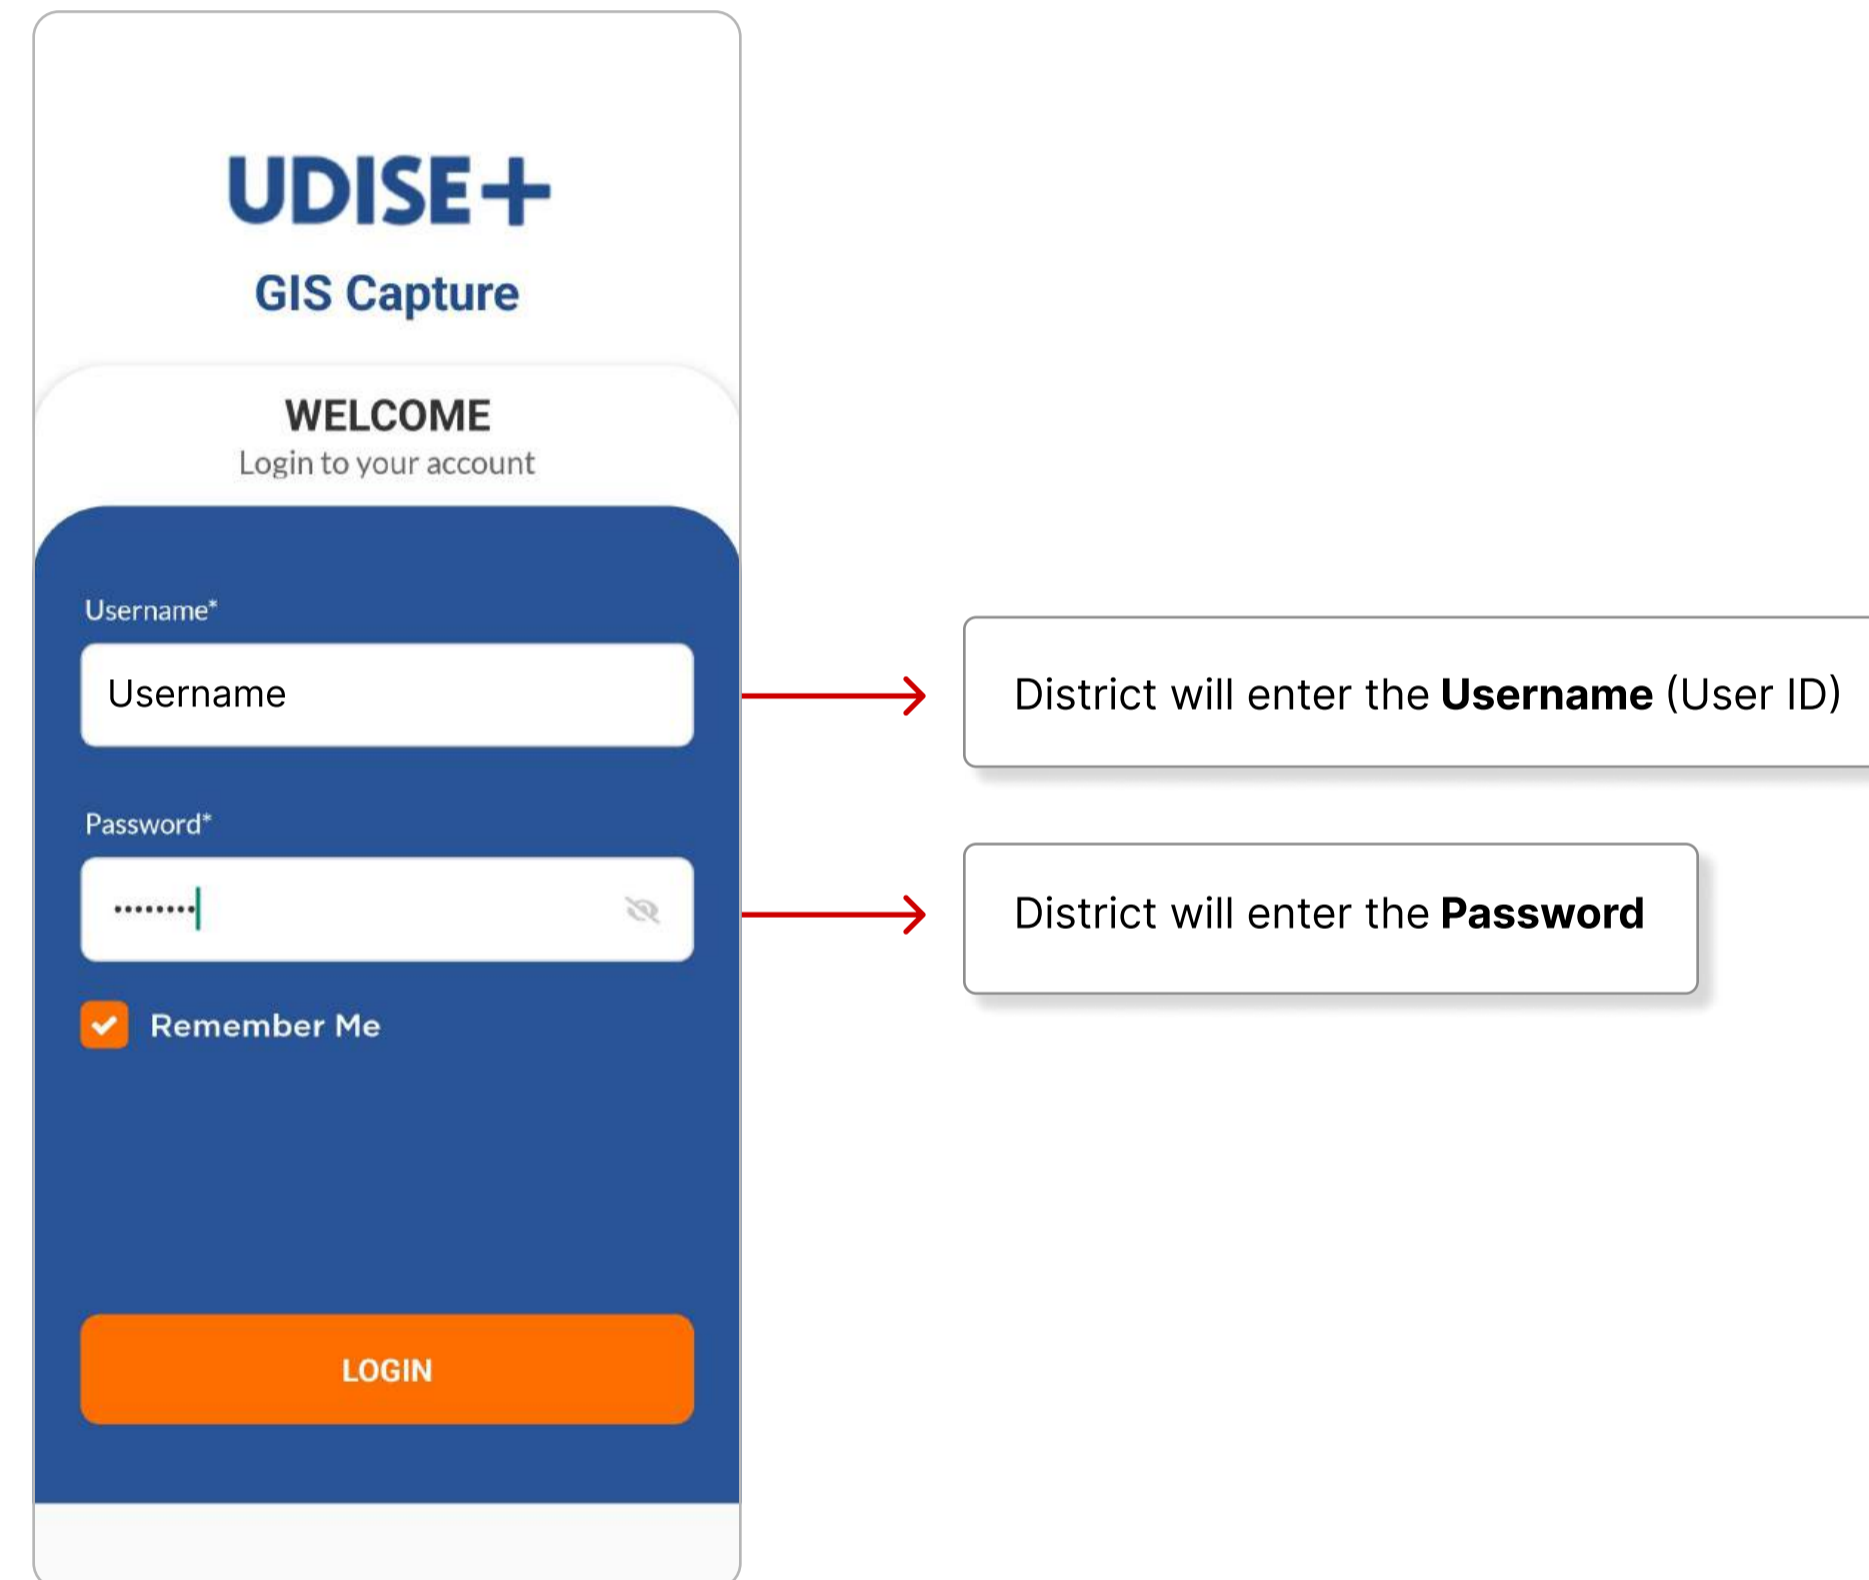 UDISE+
GIS Capture
WELCOME
Login to your account
Username*
Username
District will enter the Username (User ID)
Password*
••••••••
District will enter the Password
Remember Me
LOGIN